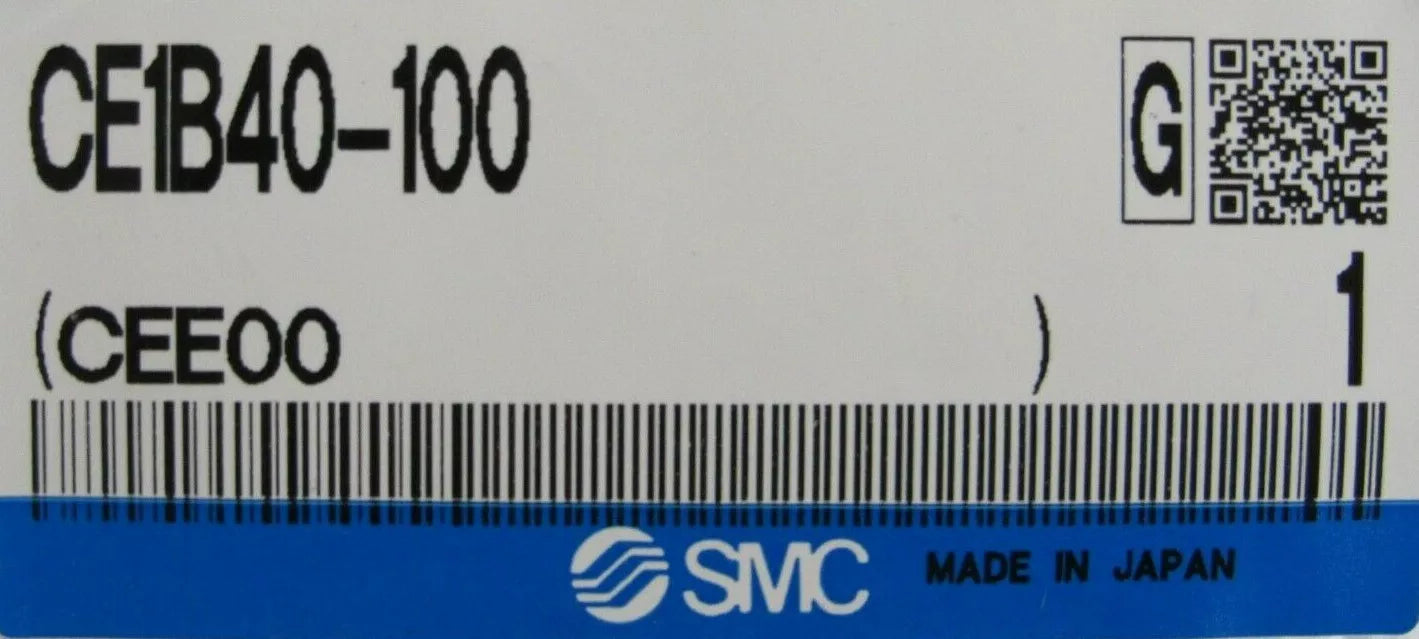 CE1B40-100
G
(CEE00 )
1
SMC
MADE IN JAPAN